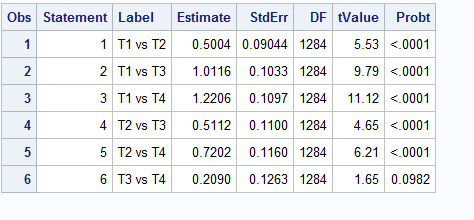 Obs Statement Label Estimate StdErr DF tValue Probt
1 1 T1 vs T2 0.5004 0.09044 1284 5.53 <.0001
2 2 T1 vs T3 1.0116 0.1033 1284 9.79 <.0001
3 3 T1 vs T4 1.2206 0.1097 1284 11.12 <.0001
4 4 T2 vs T3 0.5112 0.1100 1284 4.65 <.0001
5 5 T2 vs T4 0.7202 0.1160 1284 6.21 <.0001
6 6 T3 vs T4 0.2090 0.1263 1284 1.65 0.0982